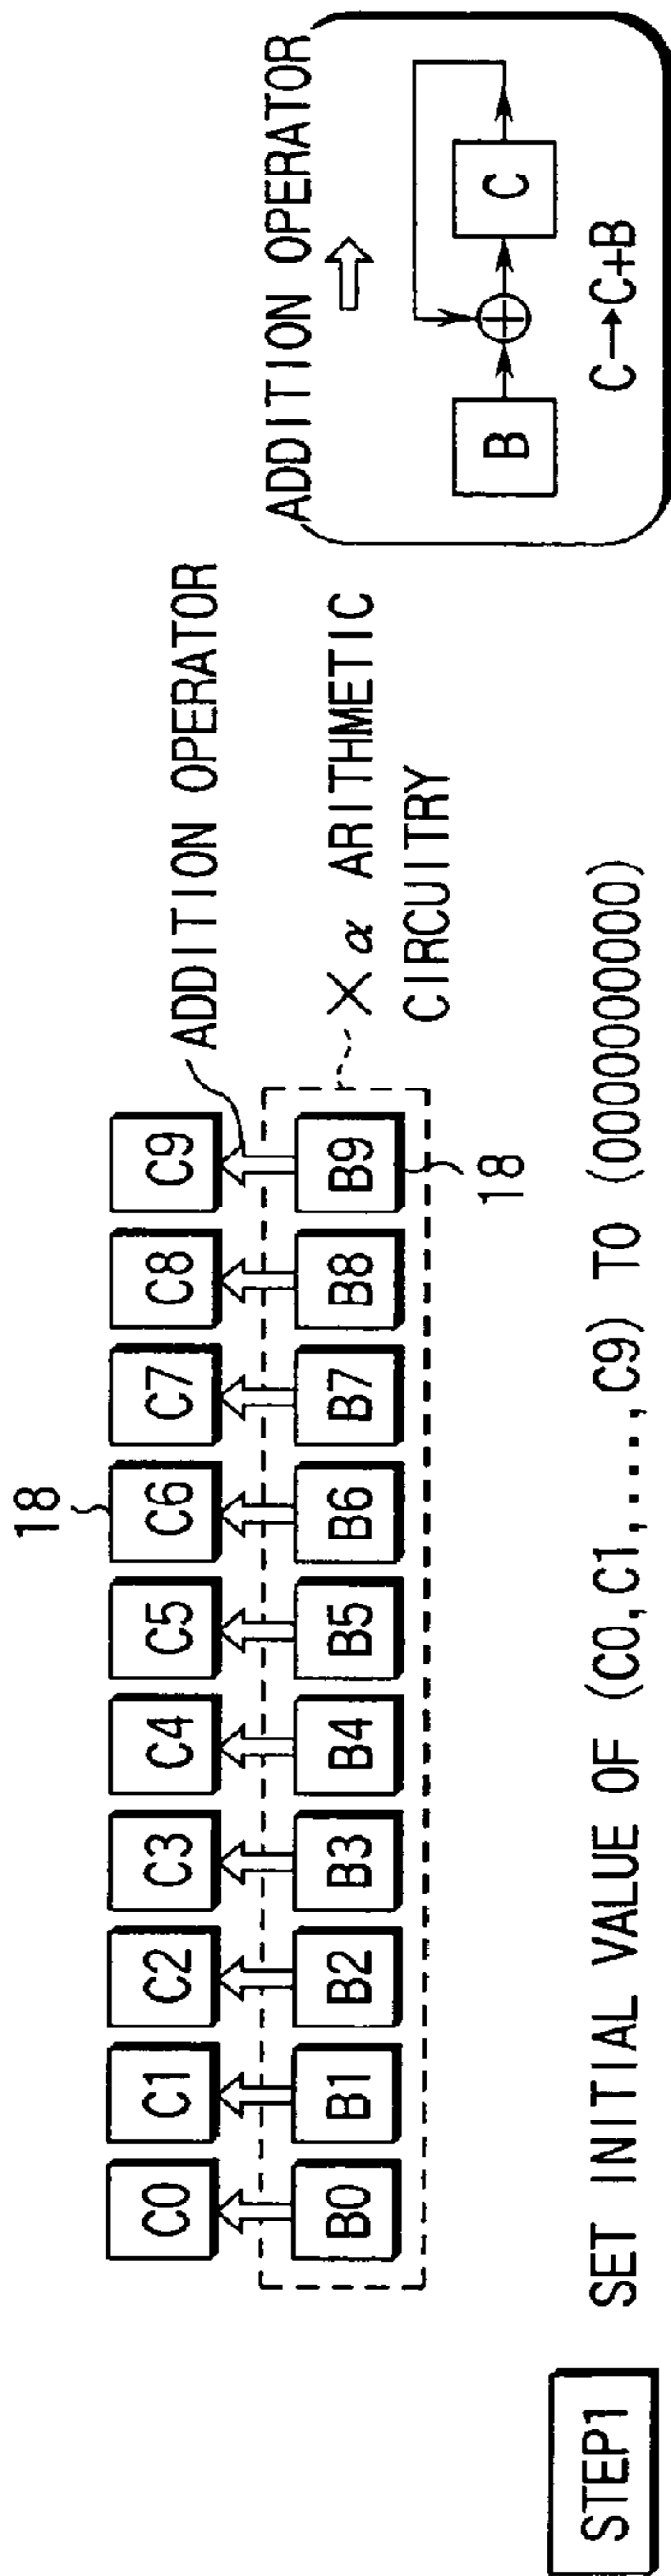 18
C0 C1 C2 C3 C4 C5 C6 C7 C8 C9
ADDITION OPERATOR
B0 B1 B2 B3 B4 B5 B6 B7 B8 B9
× α ARITHMETIC
CIRCUITRY
18
ADDITION OPERATOR
B
C
C→C+B
STEP1
SET INITIAL VALUE OF (C0,C1,....,C9) TO (0000000000)